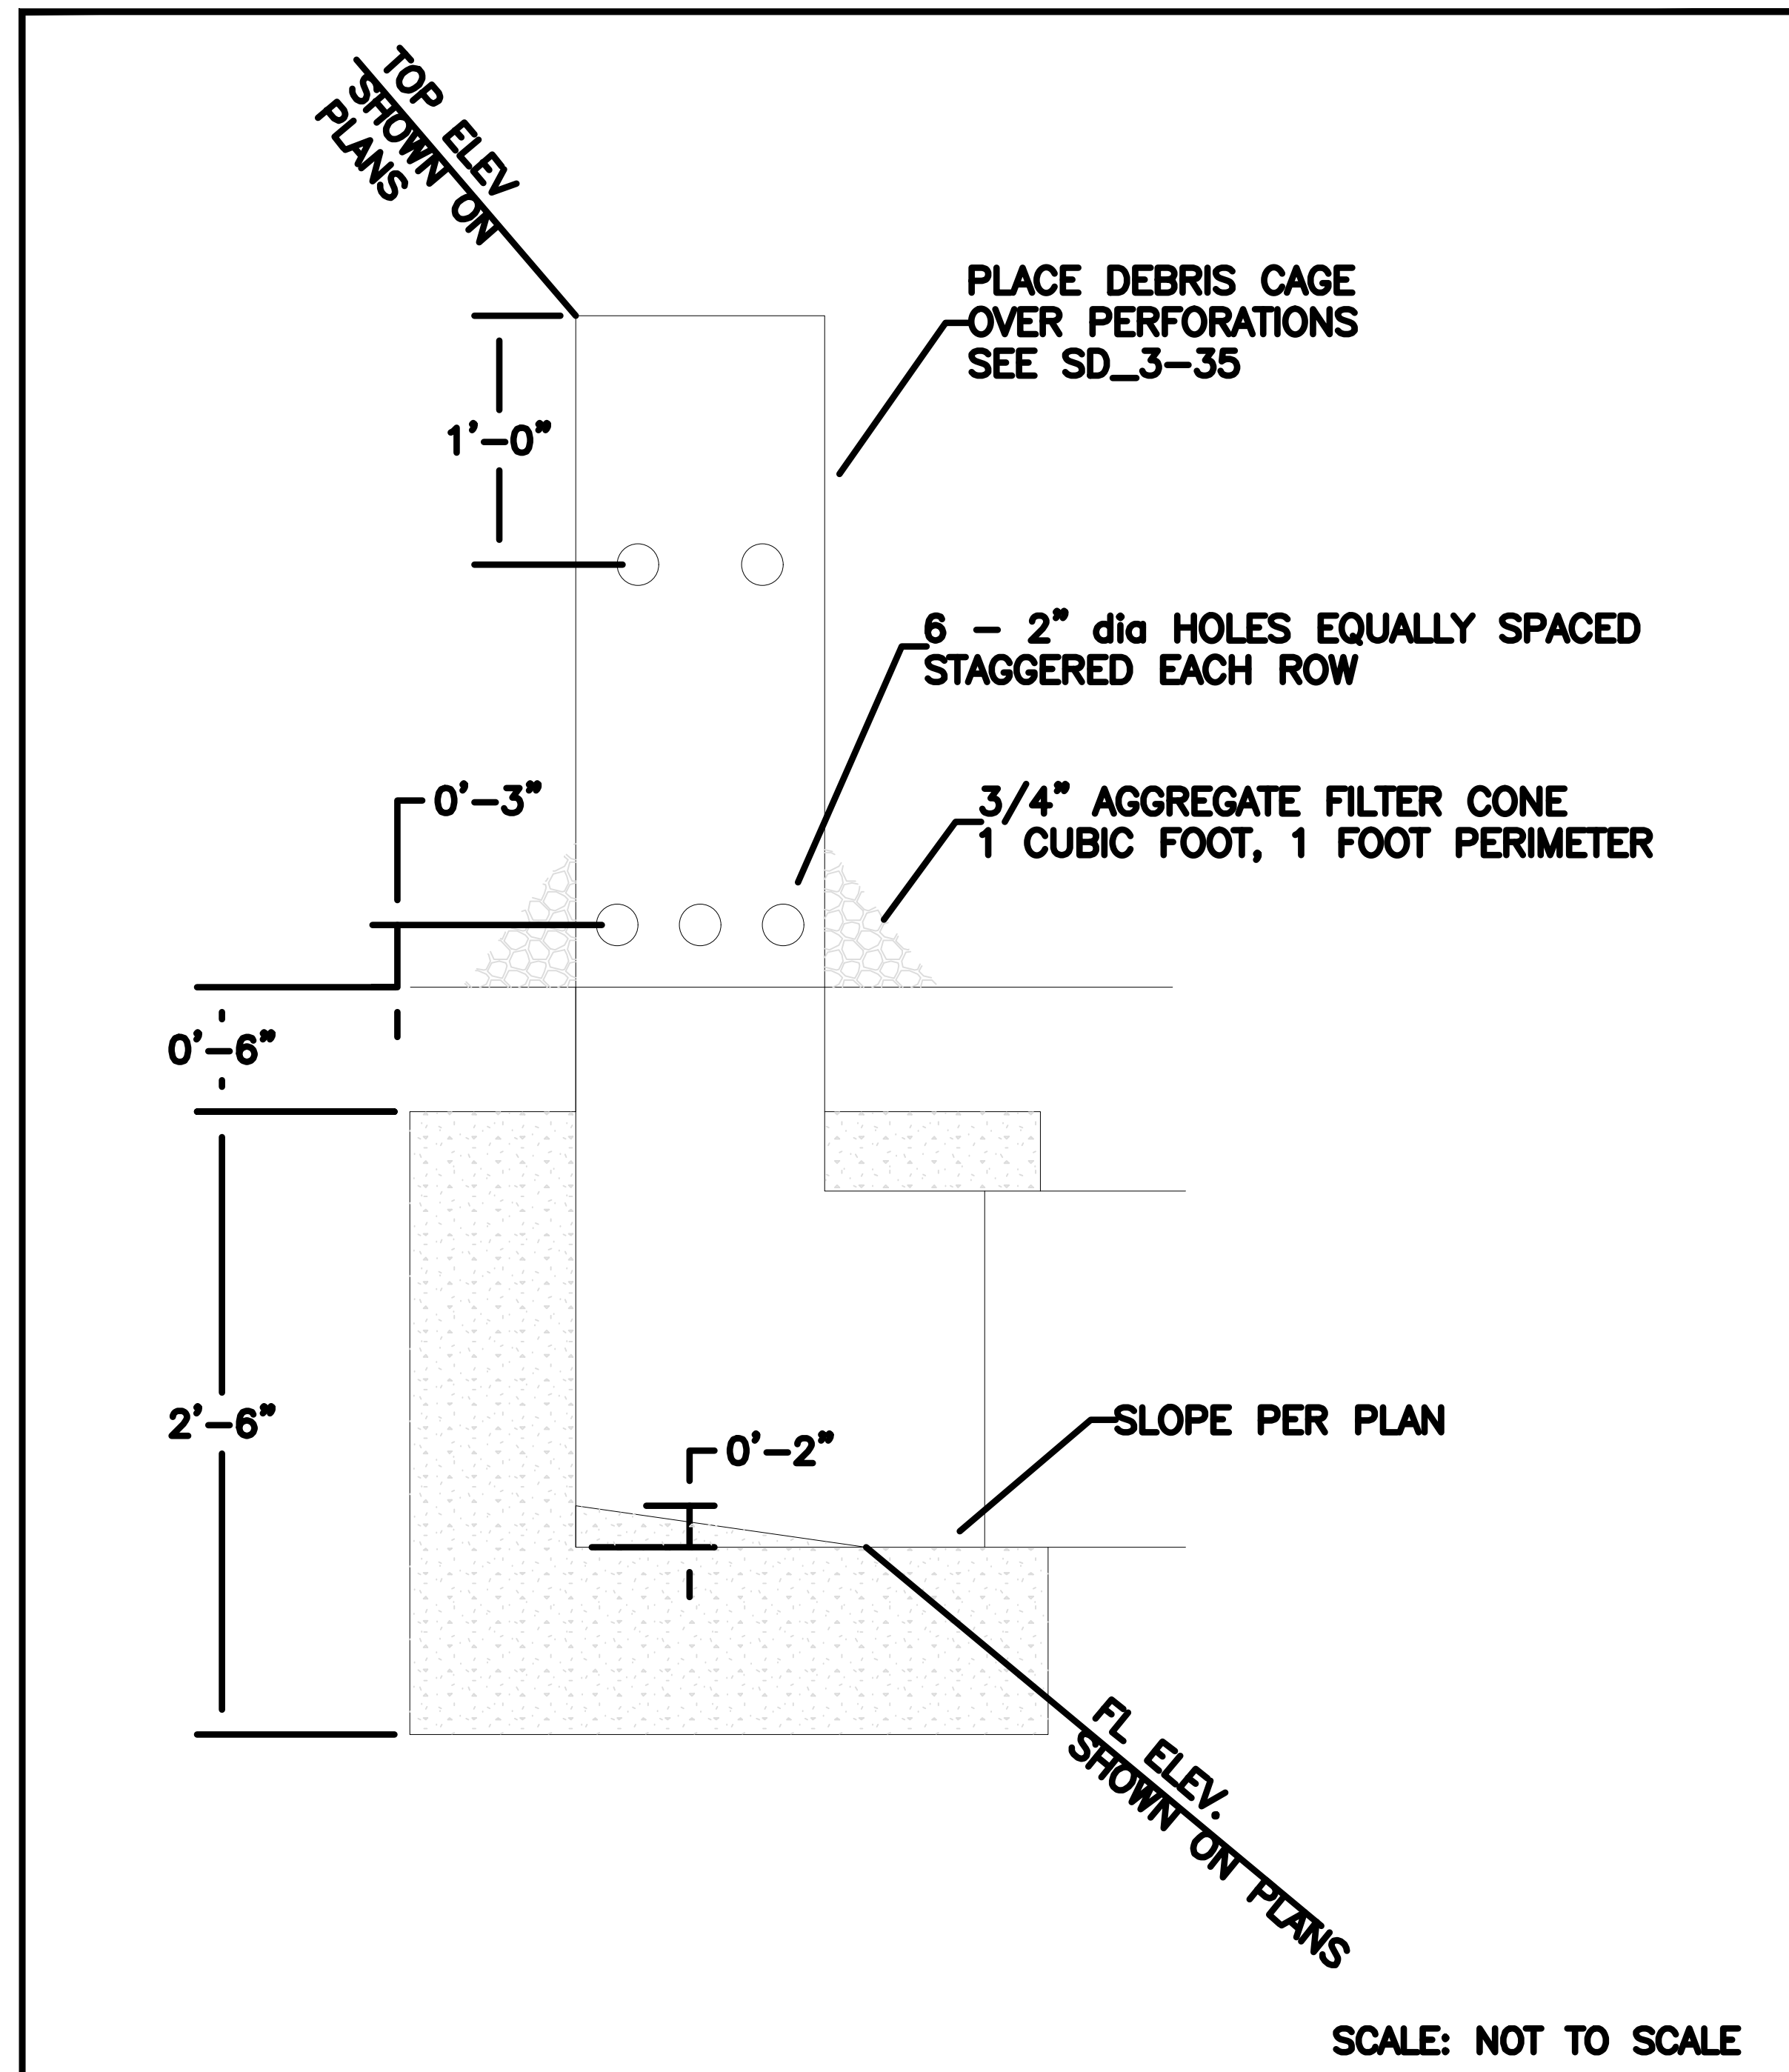 TOP ELEV
SHOWN ON
PLANS
PLACE DEBRIS CAGE
OVER PERFORATIONS
SEE SD_3-35
1'-0"
6 - 2" dia HOLES EQUALLY SPACED
STAGGERED EACH ROW
0'-3"
3/4" AGGREGATE FILTER CONE
1 CUBIC FOOT, 1 FOOT PERIMETER
0'-6"
2'-6"
SLOPE PER PLAN
0'-2"
FL ELEV.
SHOWN ON PLANS
SCALE: NOT TO SCALE